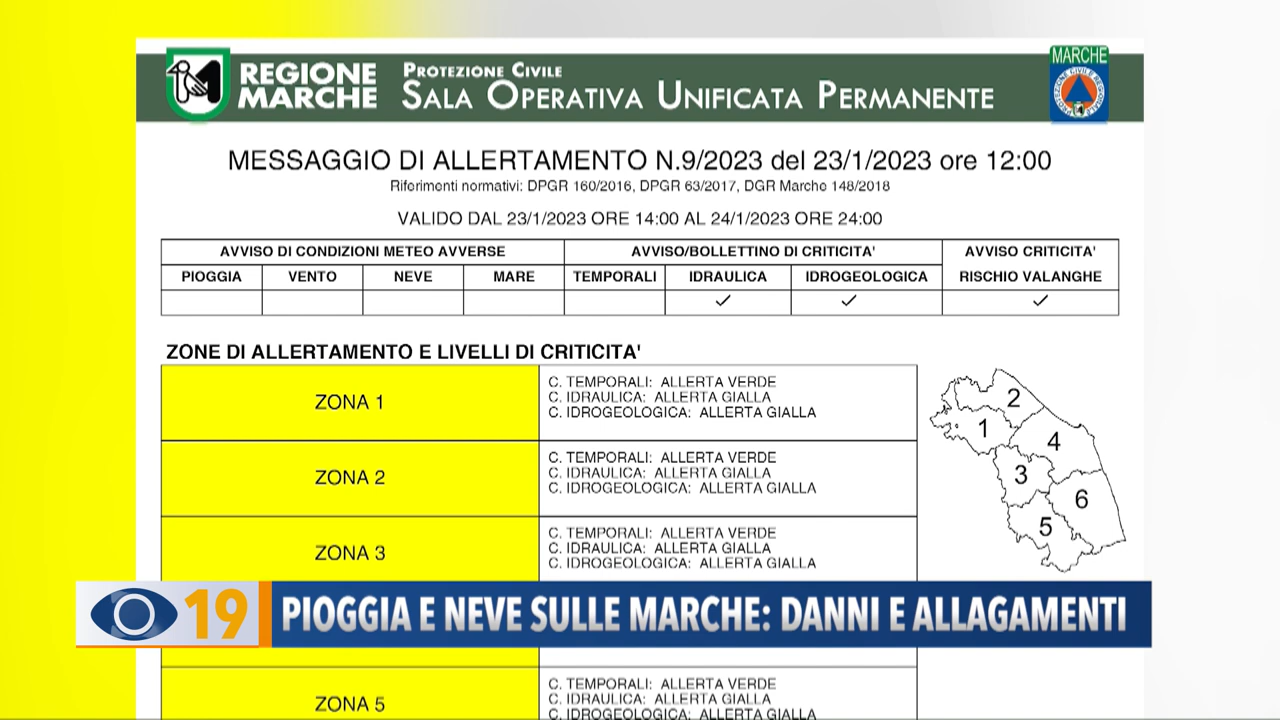 REGIONE
MARCHE
PROTEZIONE CIVILE
SALA OPERATIVA UNIFICATA PERMANENTE
MARCHE
MESSAGGIO DI ALLERTAMENTO N.9/2023 del 23/1/2023 ore 12:00
Riferimenti normativi: DPGR 160/2016, DPGR 63/2017, DGR Marche 148/2018
VALIDO DAL 23/1/2023 ORE 14:00 AL 24/1/2023 ORE 24:00
AVVISO DI CONDIZIONI METEO AVVERSE AVVISO/BOLLETTINO DI CRITICITA' AVVISO CRITICITA'
PIOGGIA VENTO NEVE MARE TEMPORALI IDRAULICA IDROGEOLOGICA RISCHIO VALANGHE
✓ ✓ ✓
ZONE DI ALLERTAMENTO E LIVELLI DI CRITICITA'
ZONA 1
C. TEMPORALI: ALLERTA VERDE
C. IDRAULICA: ALLERTA GIALLA
C. IDROGEOLOGICA: ALLERTA GIALLA
ZONA 2
C. TEMPORALI: ALLERTA VERDE
C. IDRAULICA: ALLERTA GIALLA
C. IDROGEOLOGICA: ALLERTA GIALLA
ZONA 3
C. TEMPORALI: ALLERTA VERDE
C. IDRAULICA: ALLERTA GIALLA
C. IDROGEOLOGICA: ALLERTA GIALLA
2
1
4
3
6
5
19
PIOGGIA E NEVE SULLE MARCHE: DANNI E ALLAGAMENTI
ZONA 5
C. TEMPORALI: ALLERTA VERDE
C. IDRAULICA: ALLERTA GIALLA
C. IDROGEOLOGICA: ALLERTA GIALLA